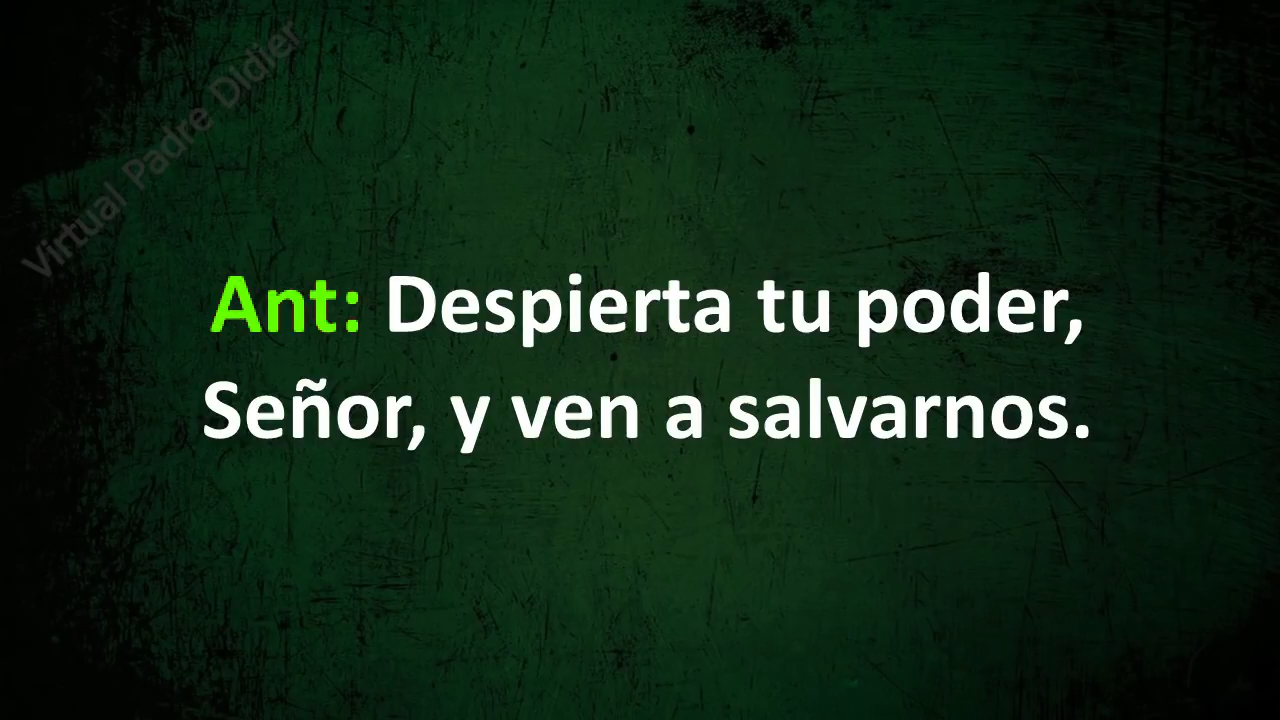 Virtual Padre Didier
Ant: Despierta tu poder,
Señor, y ven a salvarnos.